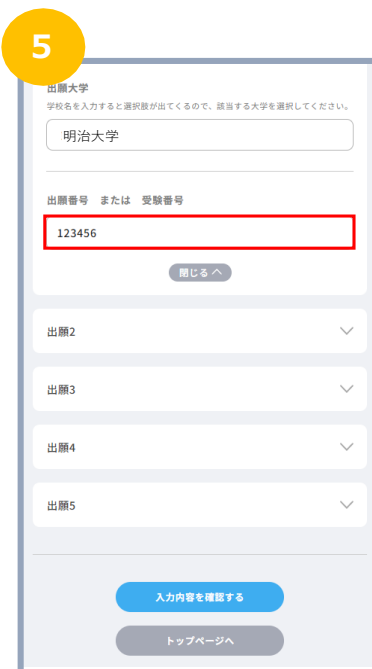 5
出願大学
学校名を入力すると選択肢が出てくるので、該当する大学を選択してください。
明治大学
出願番号 または 受験番号
123456
閉じる
出願2
出願3
出願4
出願5
入力内容を確認する
トップページへ